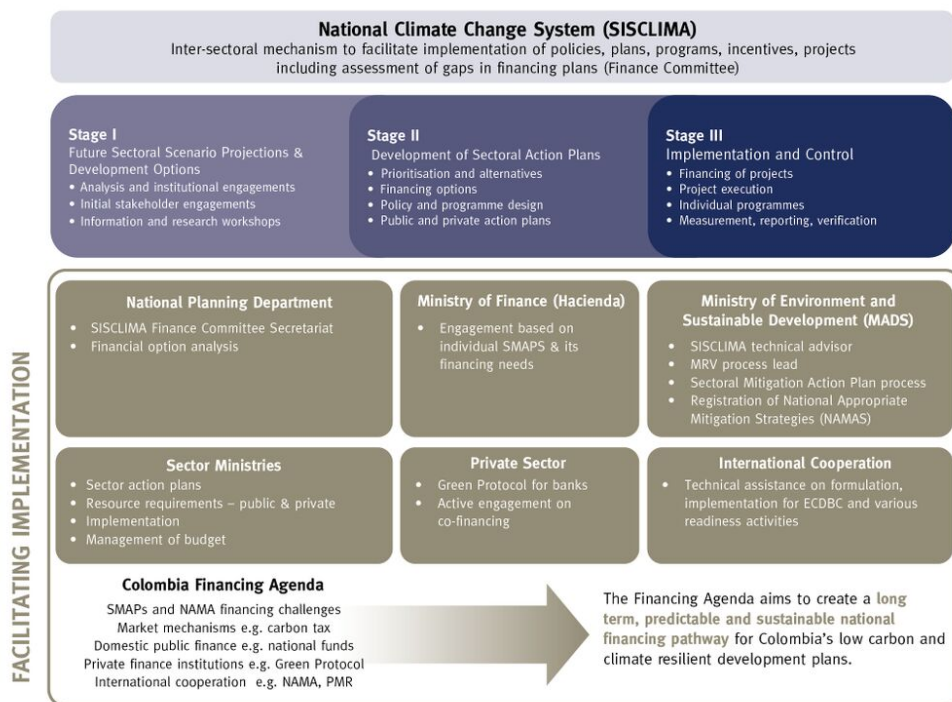 National Climate Change System (SISCLIMA)
Inter-sectoral mechanism to facilitate implementation of policies, plans, programs, incentives, projects
including assessment of gaps in financing plans (Finance Committee)
Stage I
Future Sectoral Scenario Projections &
Development Options
• Analysis and institutional engagements
• Initial stakeholder engagements
• Information and research workshops
Stage II
Development of Sectoral Action Plans
• Prioritisation and alternatives
• Financing options
• Policy and programme design
• Public and private action plans
Stage III
Implementation and Control
• Financing of projects
• Project execution
• Individual programmes
• Measurement, reporting, verification
FACILITATING IMPLEMENTATION
National Planning Department
• SISCLIMA Finance Committee Secretariat
• Financial option analysis
Ministry of Finance (Hacienda)
• Engagement based on
individual SMAPS & its
financing needs
Ministry of Environment and
Sustainable Development (MADS)
• SISCLIMA technical advisor
• MRV process lead
• Sectoral Mitigation Action Plan process
• Registration of National Appropriate
Mitigation Strategies (NAMAS)
Sector Ministries
• Sector action plans
• Resource requirements – public & private
• Implementation
• Management of budget
Private Sector
• Green Protocol for banks
• Active engagement on
co-financing
International Cooperation
• Technical assistance on formulation,
implementation for ECDBC and various
readiness activities
Colombia Financing Agenda
SMAPs and NAMA financing challenges
Market mechanisms e.g. carbon tax
Domestic public finance e.g. national funds
Private finance institutions e.g. Green Protocol
International cooperation e.g. NAMA, PMR
The Financing Agenda aims to create a long
term, predictable and sustainable national
financing pathway for Colombia's low carbon and
climate resilient development plans.